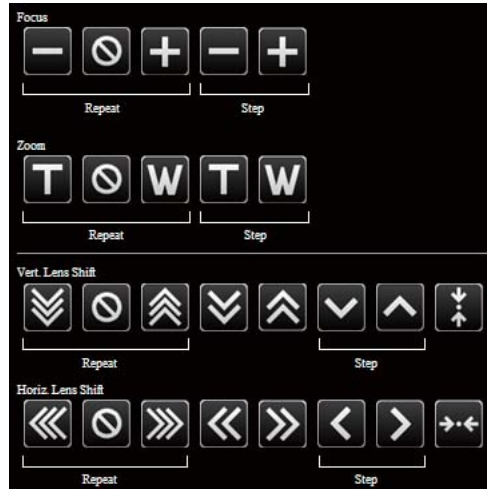 Focus
Repeat Step
Zoom
T W T W
Repeat Step
Vert. Lens Shift
Repeat Step
Horiz. Lens Shift
Repeat Step